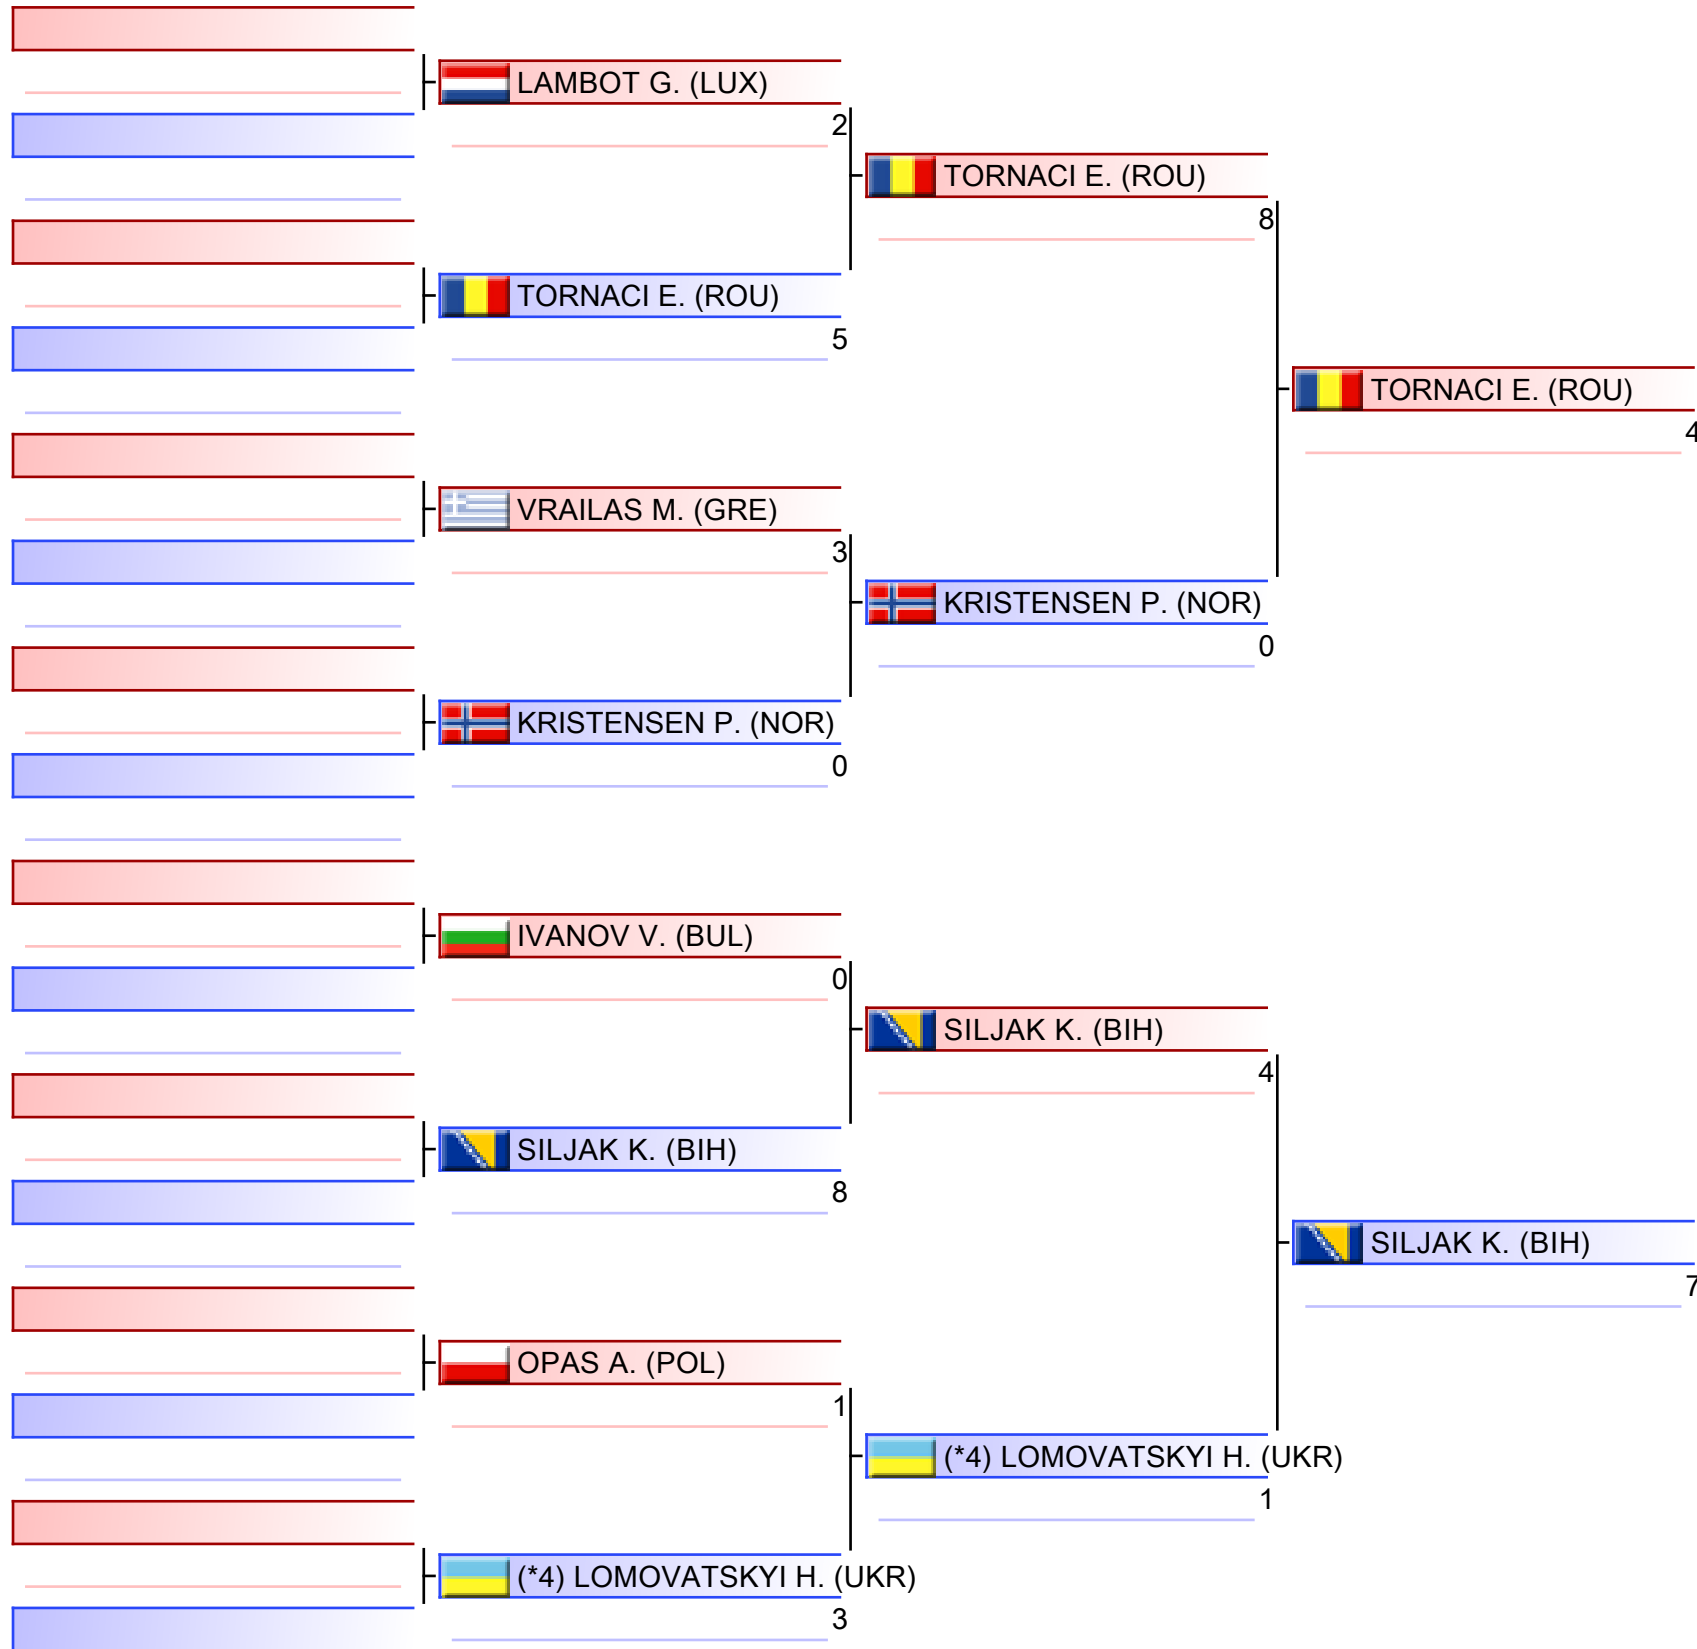 LAMBOT G. (LUX)
2
TORNACI E. (ROU)
8
TORNACI E. (ROU)
5
TORNACI E. (ROU)
4
VRAILAS M. (GRE)
3
KRISTENSEN P. (NOR)
0
KRISTENSEN P. (NOR)
0
IVANOV V. (BUL)
0
SILJAK K. (BIH)
4
SILJAK K. (BIH)
8
SILJAK K. (BIH)
7
OPAS A. (POL)
1
(*4) LOMOVATSKYI H. (UKR)
1
(*4) LOMOVATSKYI H. (UKR)
3